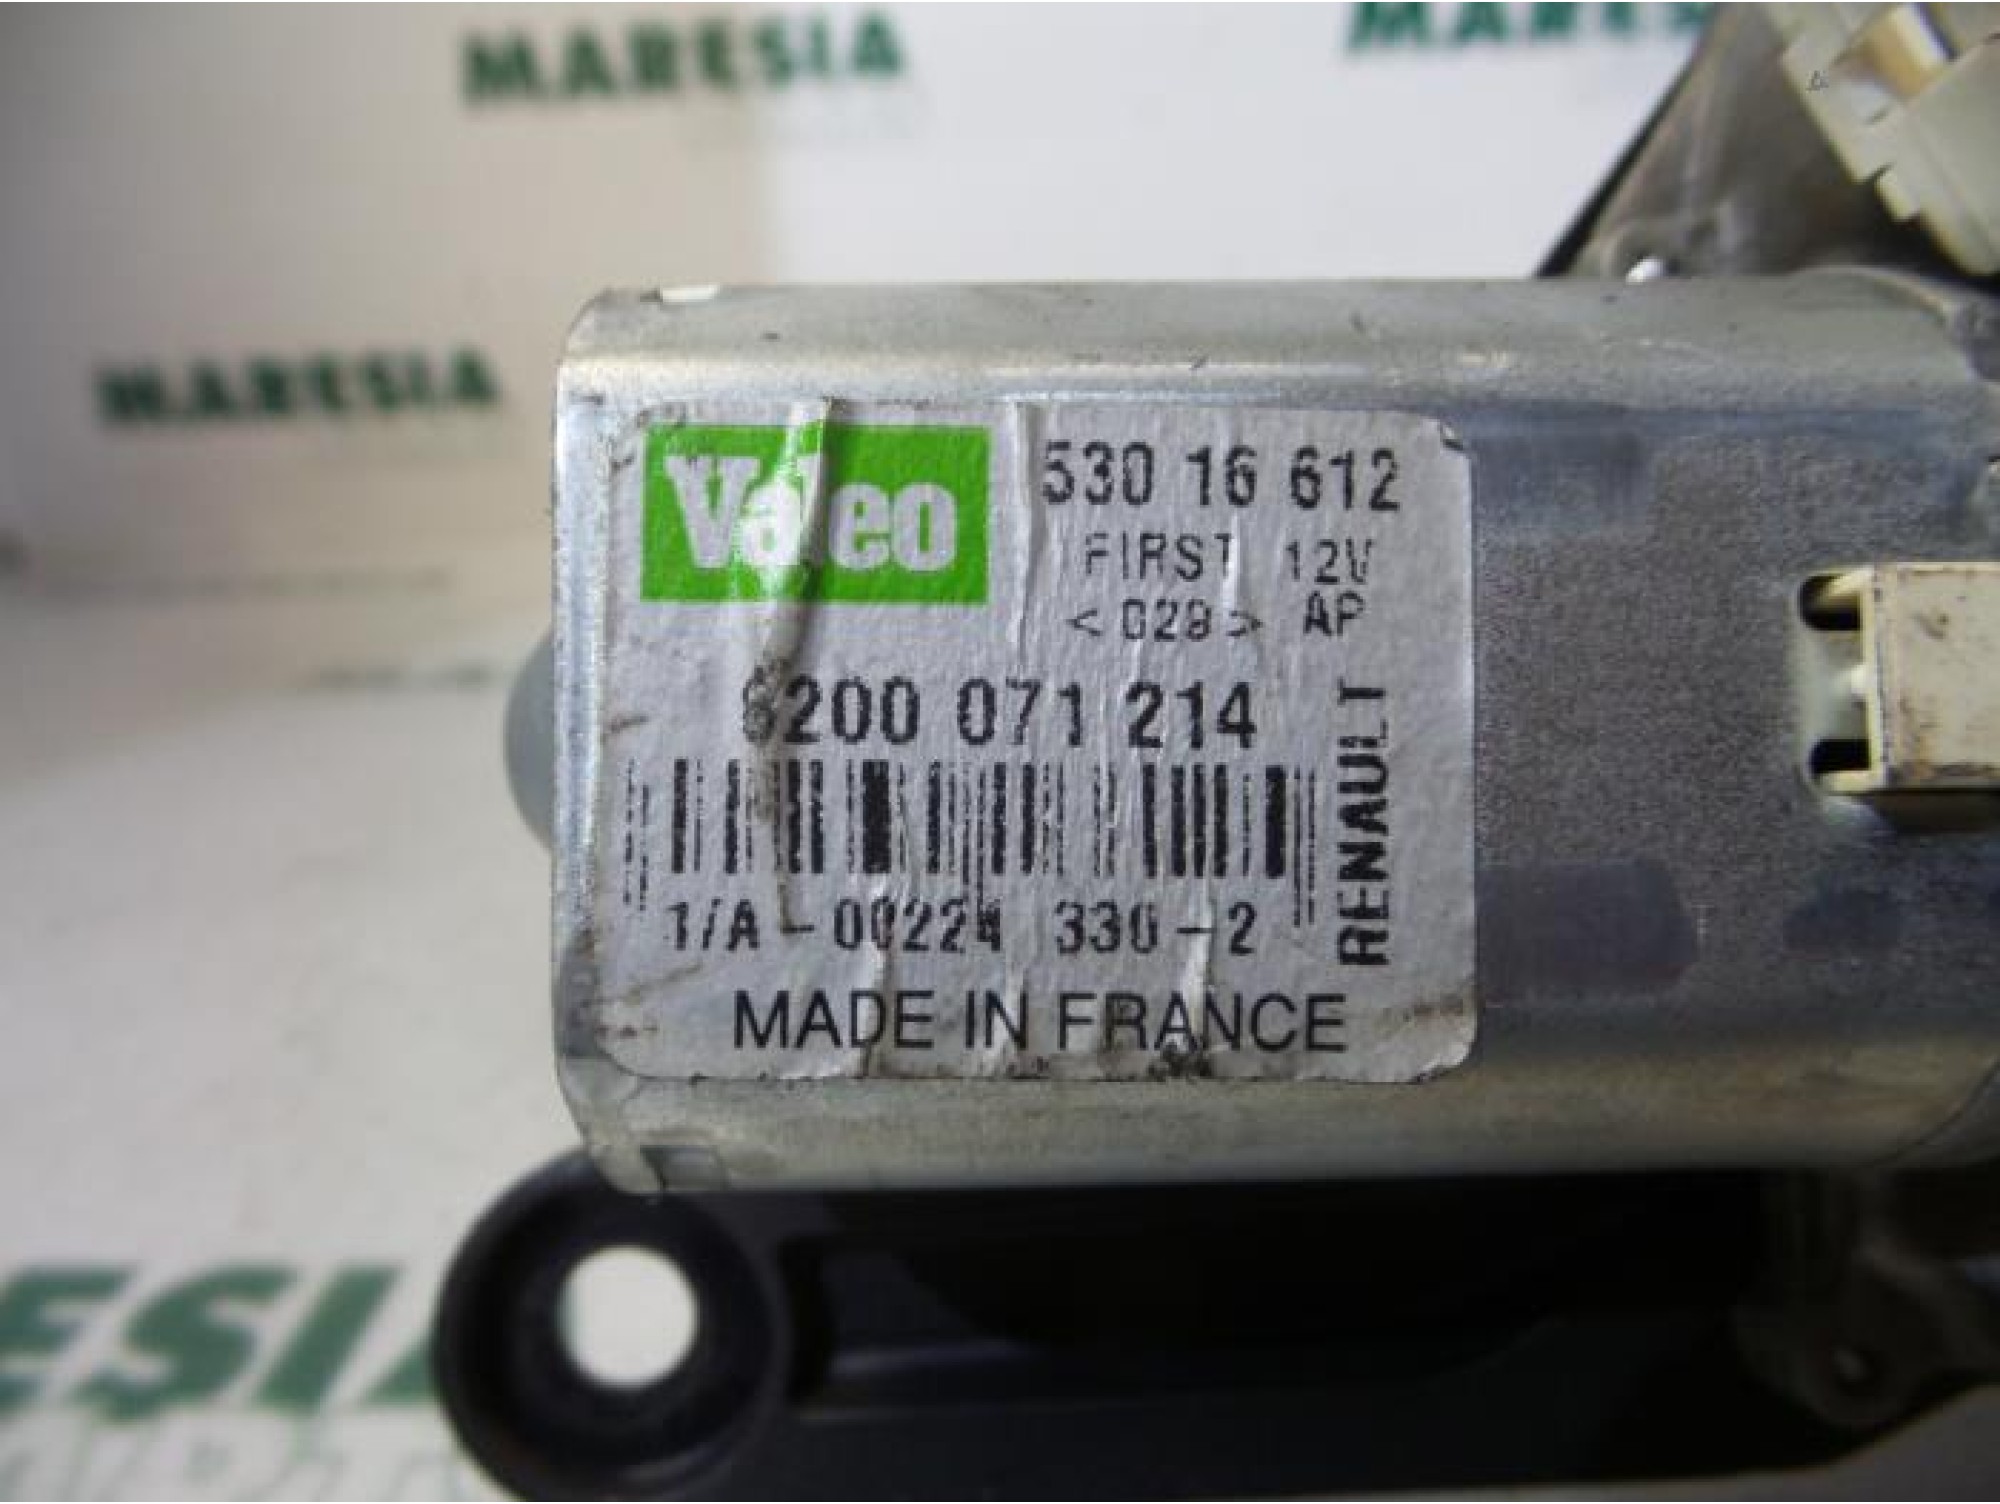 MARESIA
MARESIA
MARESIA
Valeo
530 16 612
FIRST 12V
<028> AP
8200 071 214
RENAULT
1/A - 00224 330 - 2
MADE IN FRANCE
ESIA